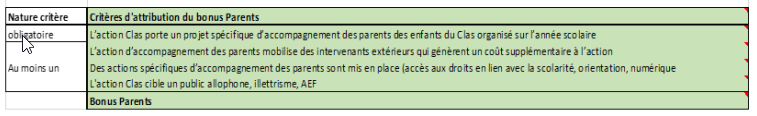 Nature critère Critères d'attribution du bonus Parents
obligatoire L'action Clas porte un projet spécifique d'accompagnement des parents des enfants du Clas organisé sur l'année scolaire
L'action d'accompagnement des parents mobilise des intervenants extérieurs qui génèrent un coût supplémentaire à l'action
Au moins un Des actions spécifiques d'accompagnement des parents sont mis en place (accès aux droits en lien avec la scolarité, orientation, numérique
L'action Clas cible un public allophone, illettrisme, AEF
Bonus Parents